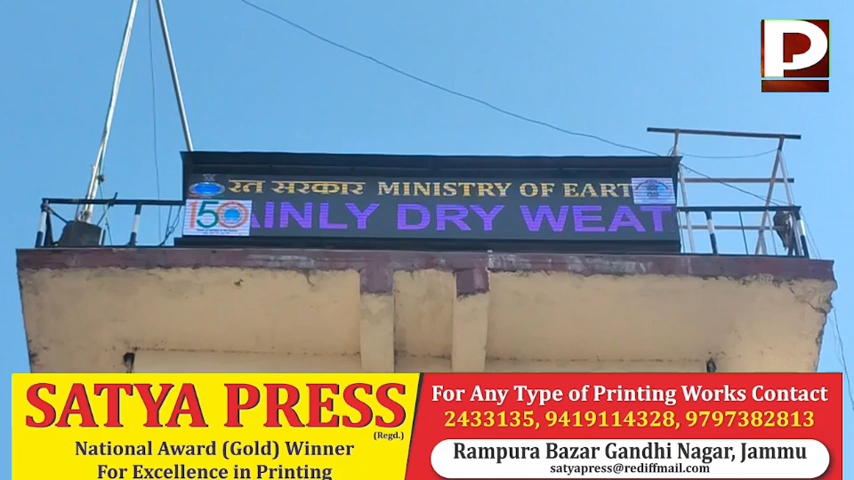 P
रत सरकार MINISTRY OF EART
150
AINLY DRY WEAT
SATYA PRESS
(Regd.)
National Award (Gold) Winner
For Excellence in Printing
For Any Type of Printing Works Contact
2433135, 9419114328, 9797382813
Rampura Bazar Gandhi Nagar, Jammu
satyapress@rediffmail.com